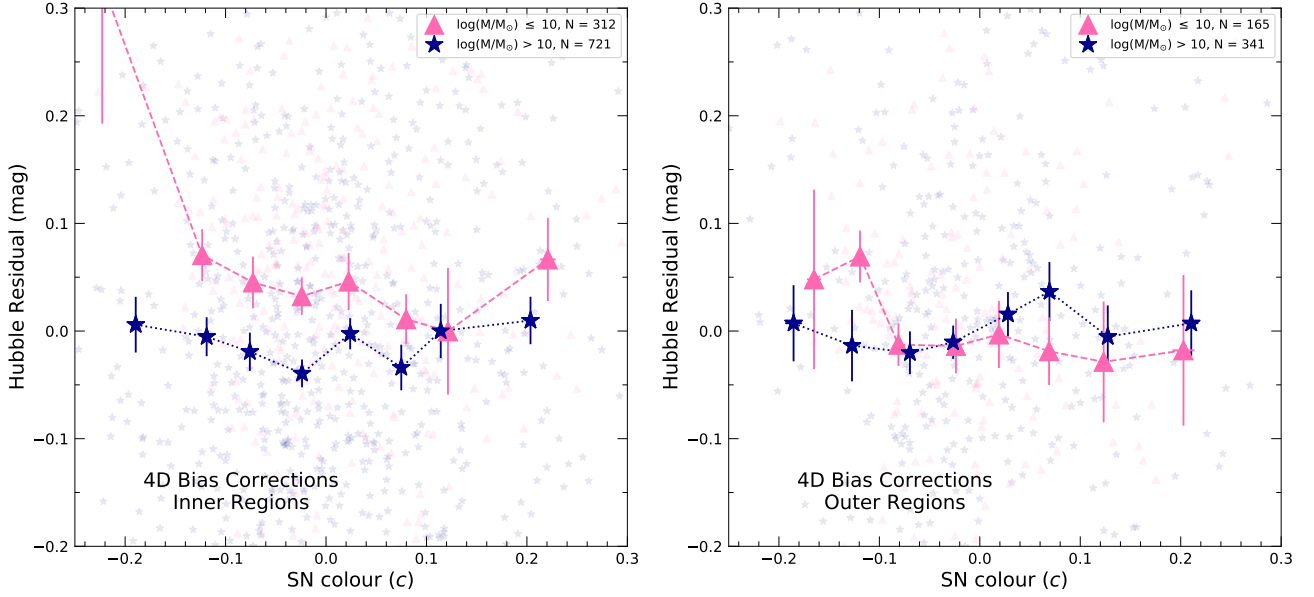 log(M/M☉) ≤ 10, N = 312
log(M/M☉) > 10, N = 721
0.3
0.2
0.1
0.0
−0.1
−0.2
Hubble Residual (mag)
4D Bias Corrections
Inner Regions
−0.2 −0.1 0.0 0.1 0.2 0.3
SN colour (c)
log(M/M☉) ≤ 10, N = 165
log(M/M☉) > 10, N = 341
0.3
0.2
0.1
0.0
−0.1
−0.2
Hubble Residual (mag)
4D Bias Corrections
Outer Regions
−0.2 −0.1 0.0 0.1 0.2 0.3
SN colour (c)